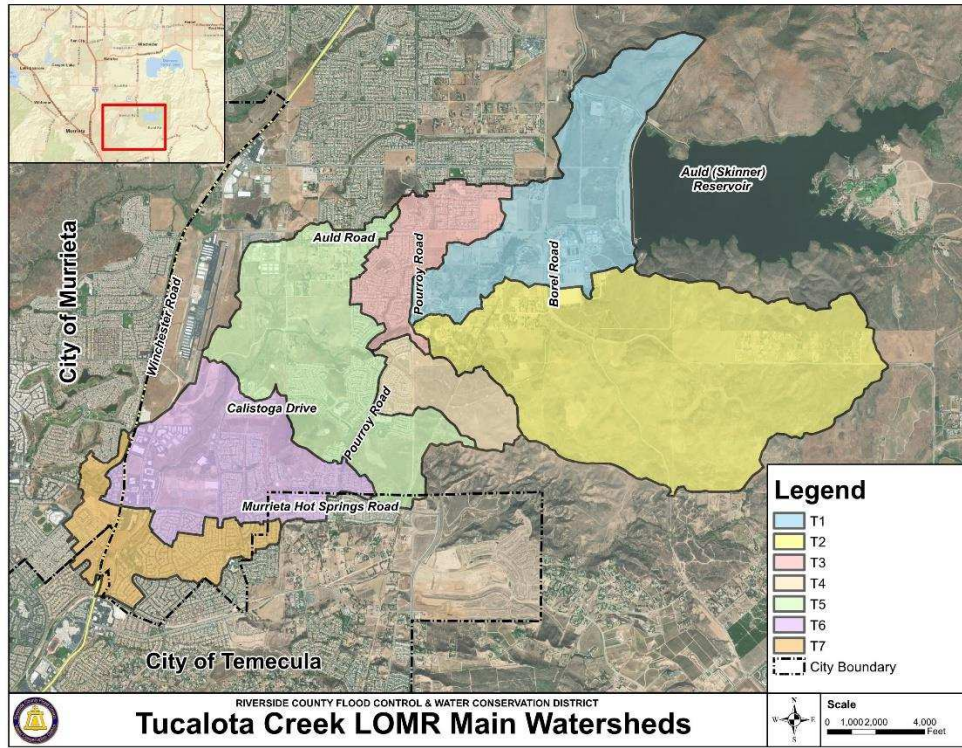 Auld (Skinner)
Reservoir
Auld Road
Pourroy Road
Borel Road
City of Murrieta
Winchester Road
Calistoga Drive
Pourroy Road
Murrieta Hot Springs Road
City of Temecula
Legend
T1
T2
T3
T4
T5
T6
T7
City Boundary
RIVERSIDE COUNTY FLOOD CONTROL & WATER CONSERVATION DISTRICT
Tucalota Creek LOMR Main Watersheds
N
W
E
S
Scale
0 1,000 2,000 4,000
Feet
Murrieta